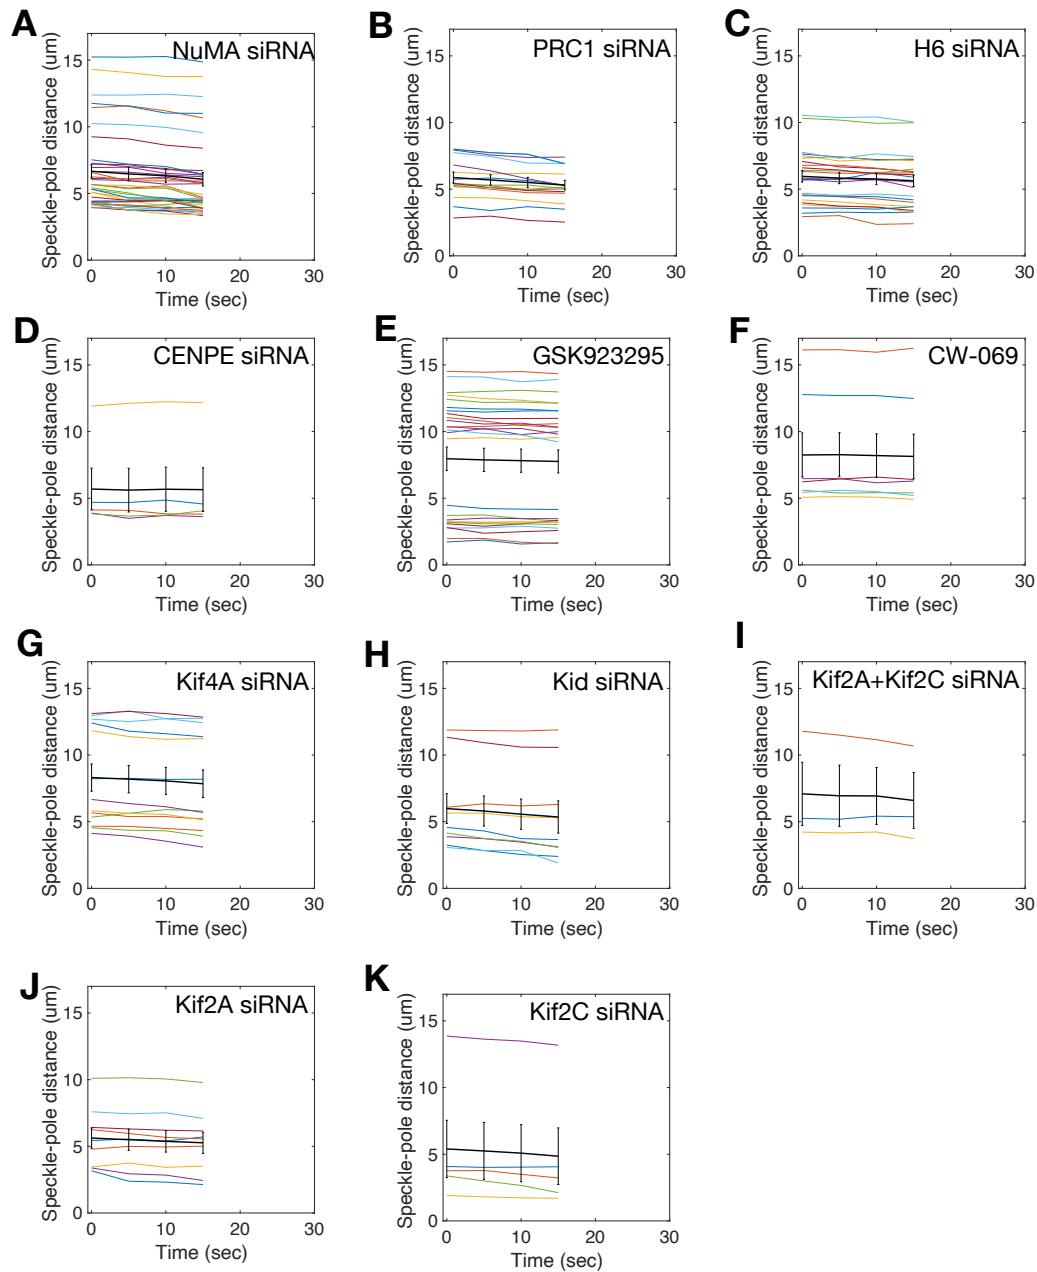 A
NuMA siRNA
Speckle-pole distance (um)
15
10
5
0
0 10 20 30
Time (sec)
B
PRC1 siRNA
Speckle-pole distance (um)
15
10
5
0
0 10 20 30
Time (sec)
C
H6 siRNA
Speckle-pole distance (um)
15
10
5
0
0 10 20 30
Time (sec)
D
CENPE siRNA
Speckle-pole distance (um)
15
10
5
0
0 10 20 30
Time (sec)
E
GSK923295
Speckle-pole distance (um)
15
10
5
0
0 10 20 30
Time (sec)
F
CW-069
Speckle-pole distance (um)
15
10
5
0
0 10 20 30
Time (sec)
G
Kif4A siRNA
Speckle-pole distance (um)
15
10
5
0
0 10 20 30
Time (sec)
H
Kid siRNA
Speckle-pole distance (um)
15
10
5
0
0 10 20 30
Time (sec)
I
Kif2A+Kif2C siRNA
Speckle-pole distance (um)
15
10
5
0
0 10 20 30
Time (sec)
J
Kif2A siRNA
Speckle-pole distance (um)
15
10
5
0
0 10 20 30
Time (sec)
K
Kif2C siRNA
Speckle-pole distance (um)
15
10
5
0
0 10 20 30
Time (sec)